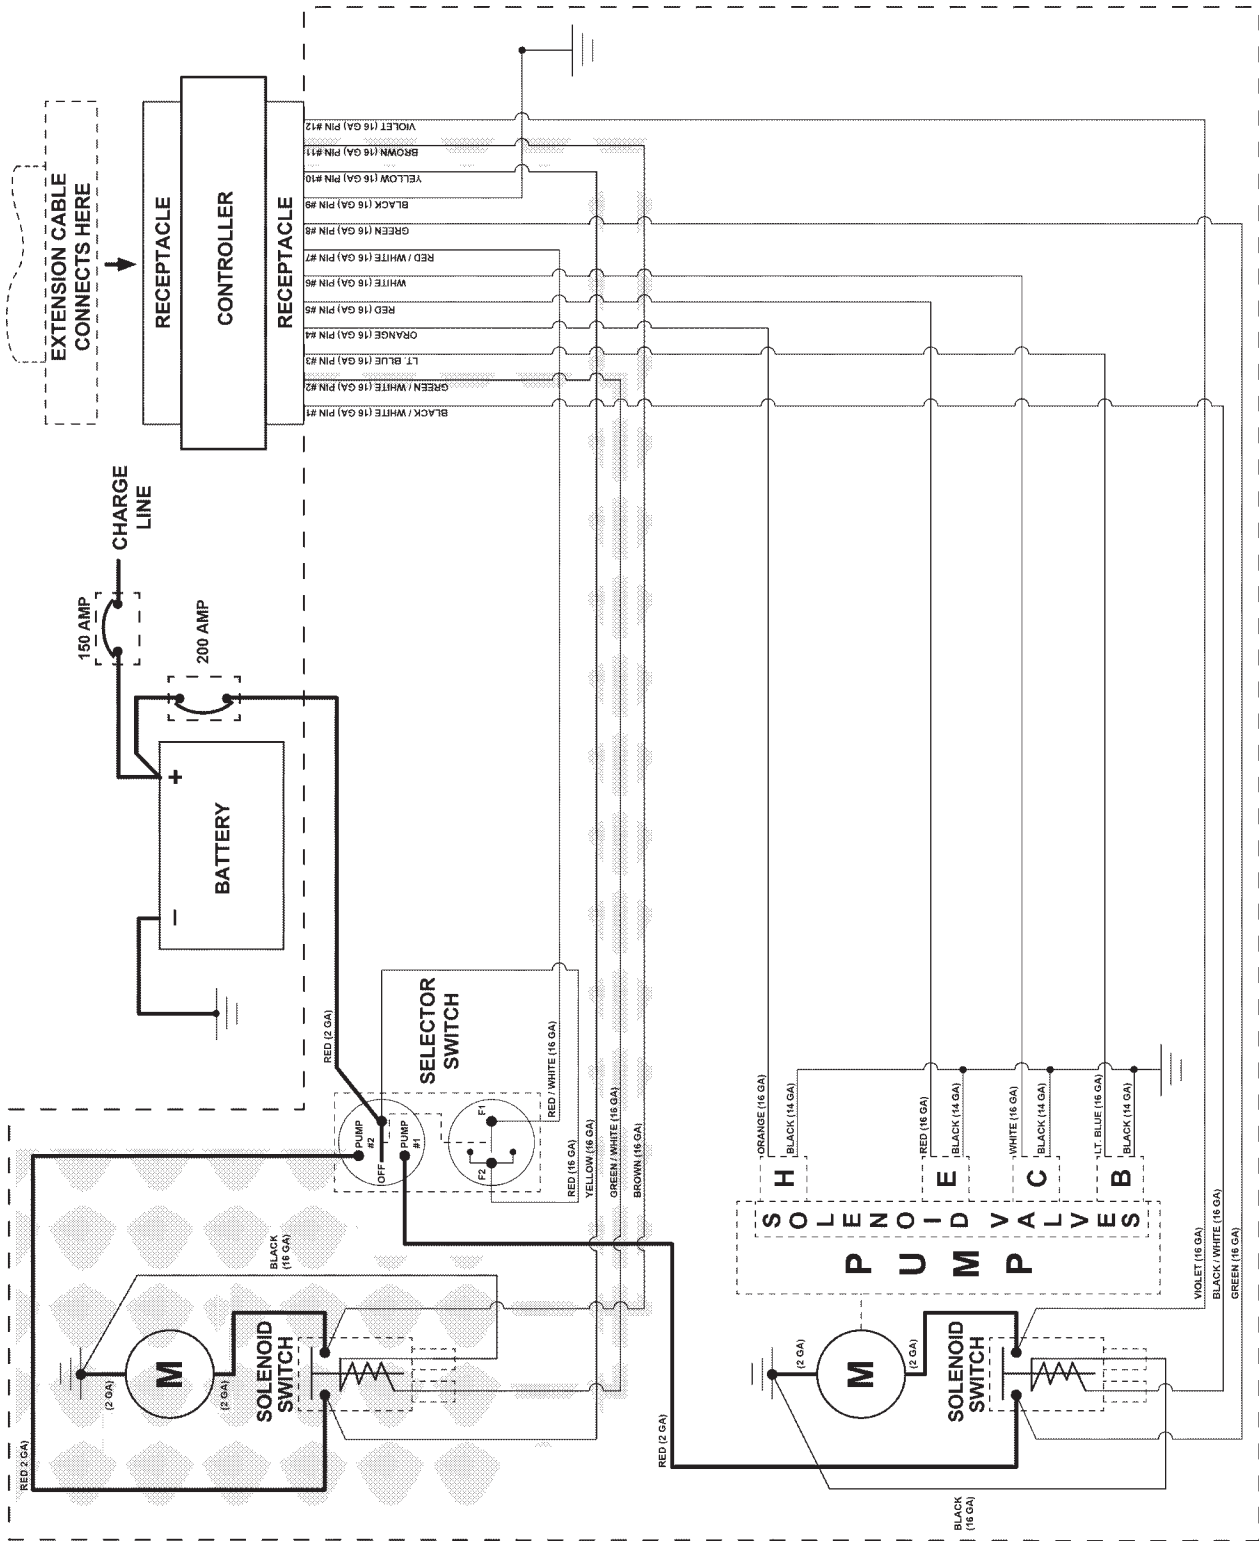 EXTENSION CABLE
CONNECTS HERE
RECEPTACLE
CONTROLLER
RECEPTACLE
VIOLET (16 GA) PIN #12
BROWN (16 GA) PIN #11
YELLOW (16 GA) PIN #10
BLACK (16 GA) PIN #9
GREEN (16 GA) PIN #8
RED / WHITE (16 GA) PIN #7
WHITE (16 GA) PIN #6
RED (16 GA) PIN #5
ORANGE (16 GA) PIN #4
LT. BLUE (16 GA) PIN #3
GREEN / WHITE (16 GA) PIN #2
BLACK / WHITE (16 GA) PIN #1
CHARGE
LINE
150 AMP
200 AMP
BATTERY
+
–
RED (2 GA)
SELECTOR
SWITCH
PUMP
#2
OFF
PUMP
#1
F1
F2
RED / WHITE (16 GA)
RED (16 GA)
YELLOW (16 GA)
GREEN / WHITE (16 GA)
BROWN (16 GA)
BLACK
(16 GA)
M
(2 GA)
(2 GA)
SOLENOID
SWITCH
RED 2 GA)
ORANGE (16 GA)
BLACK (14 GA)
RED (16 GA)
BLACK (14 GA)
WHITE (16 GA)
BLACK (14 GA)
LT. BLUE (16 GA)
BLACK (14 GA)
H
E
C
B
SOLENOID VALVES
PUMP
VIOLET (16 GA)
BLACK / WHITE (16 GA)
GREEN (16 GA)
M
(2 GA)
(2 GA)
SOLENOID
SWITCH
RED (2 GA)
BLACK
(16 GA)